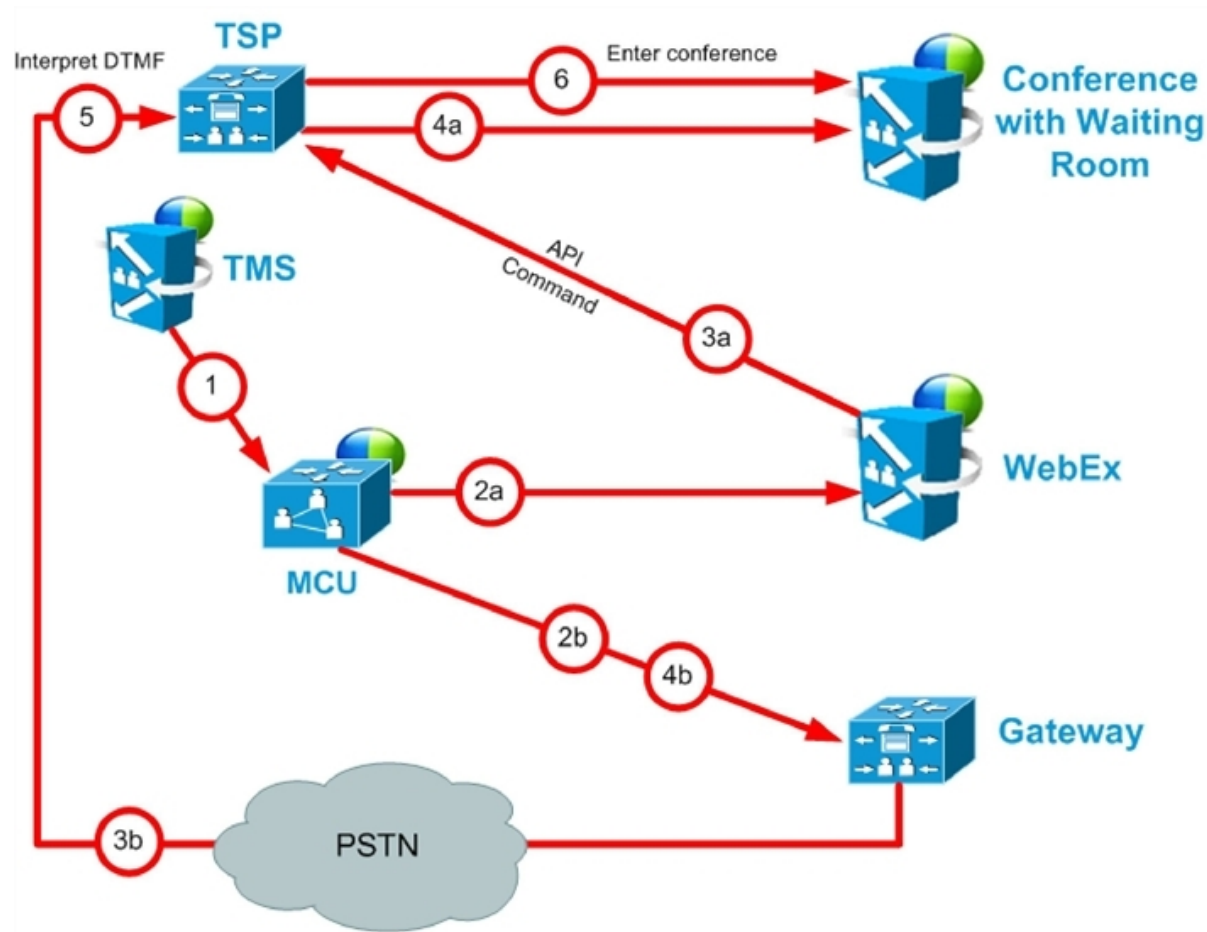 TSP
Interpret DTMF
Enter conference
5
6
4a
Conference
with Waiting
Room
TMS
API
Command
3a
1
2a
WebEx
MCU
2b
4b
Gateway
3b
PSTN